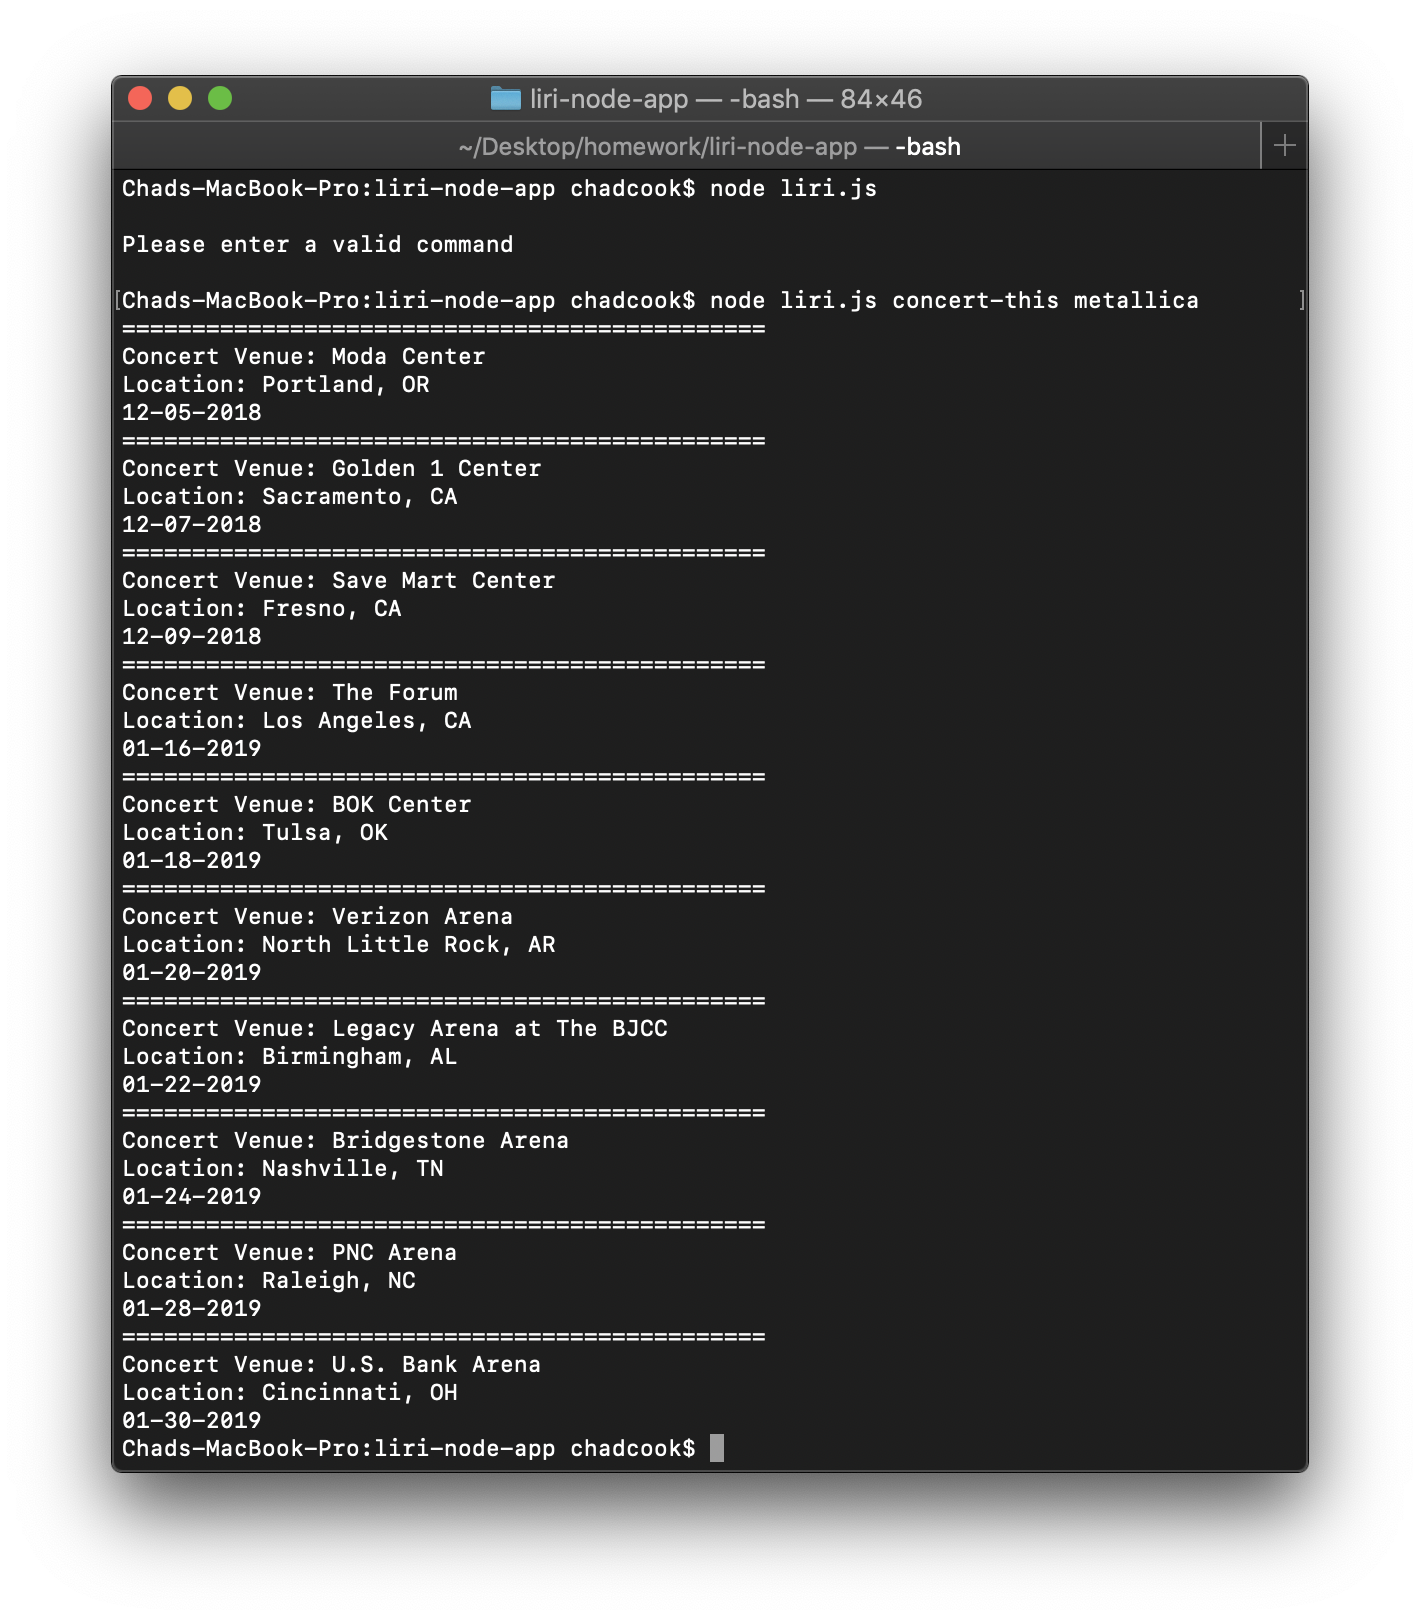 liri-node-app — -bash — 84×46
~/Desktop/homework/liri-node-app — -bash
Chads-MacBook-Pro:liri-node-app chadcook$ node liri.js
Please enter a valid command
[Chads-MacBook-Pro:liri-node-app chadcook$ node liri.js concert-this metallica ]
==============================================
Concert Venue: Moda Center
Location: Portland, OR
12-05-2018
==============================================
Concert Venue: Golden 1 Center
Location: Sacramento, CA
12-07-2018
==============================================
Concert Venue: Save Mart Center
Location: Fresno, CA
12-09-2018
==============================================
Concert Venue: The Forum
Location: Los Angeles, CA
01-16-2019
==============================================
Concert Venue: BOK Center
Location: Tulsa, OK
01-18-2019
==============================================
Concert Venue: Verizon Arena
Location: North Little Rock, AR
01-20-2019
==============================================
Concert Venue: Legacy Arena at The BJCC
Location: Birmingham, AL
01-22-2019
==============================================
Concert Venue: Bridgestone Arena
Location: Nashville, TN
01-24-2019
==============================================
Concert Venue: PNC Arena
Location: Raleigh, NC
01-28-2019
==============================================
Concert Venue: U.S. Bank Arena
Location: Cincinnati, OH
01-30-2019
Chads-MacBook-Pro:liri-node-app chadcook$